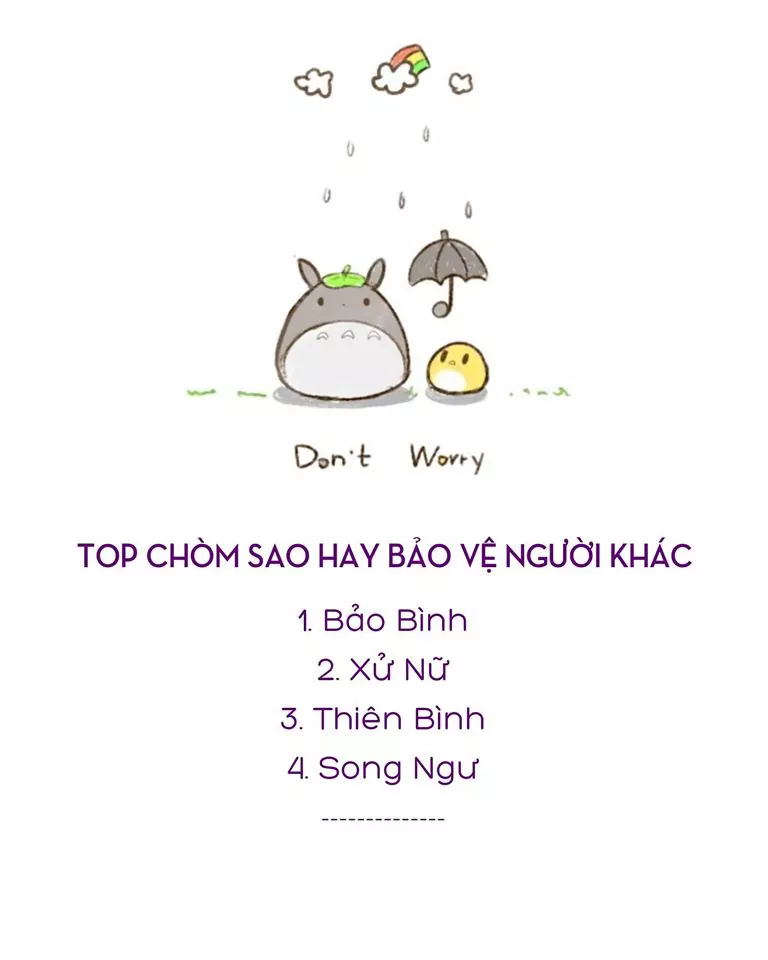 Don't Worry
TOP CHÒM SAO HAY BẢO VỆ NGƯỜI KHÁC
1. Bảo Bình
2. Xử Nữ
3. Thiên Bình
4. Song Ngư
--------------